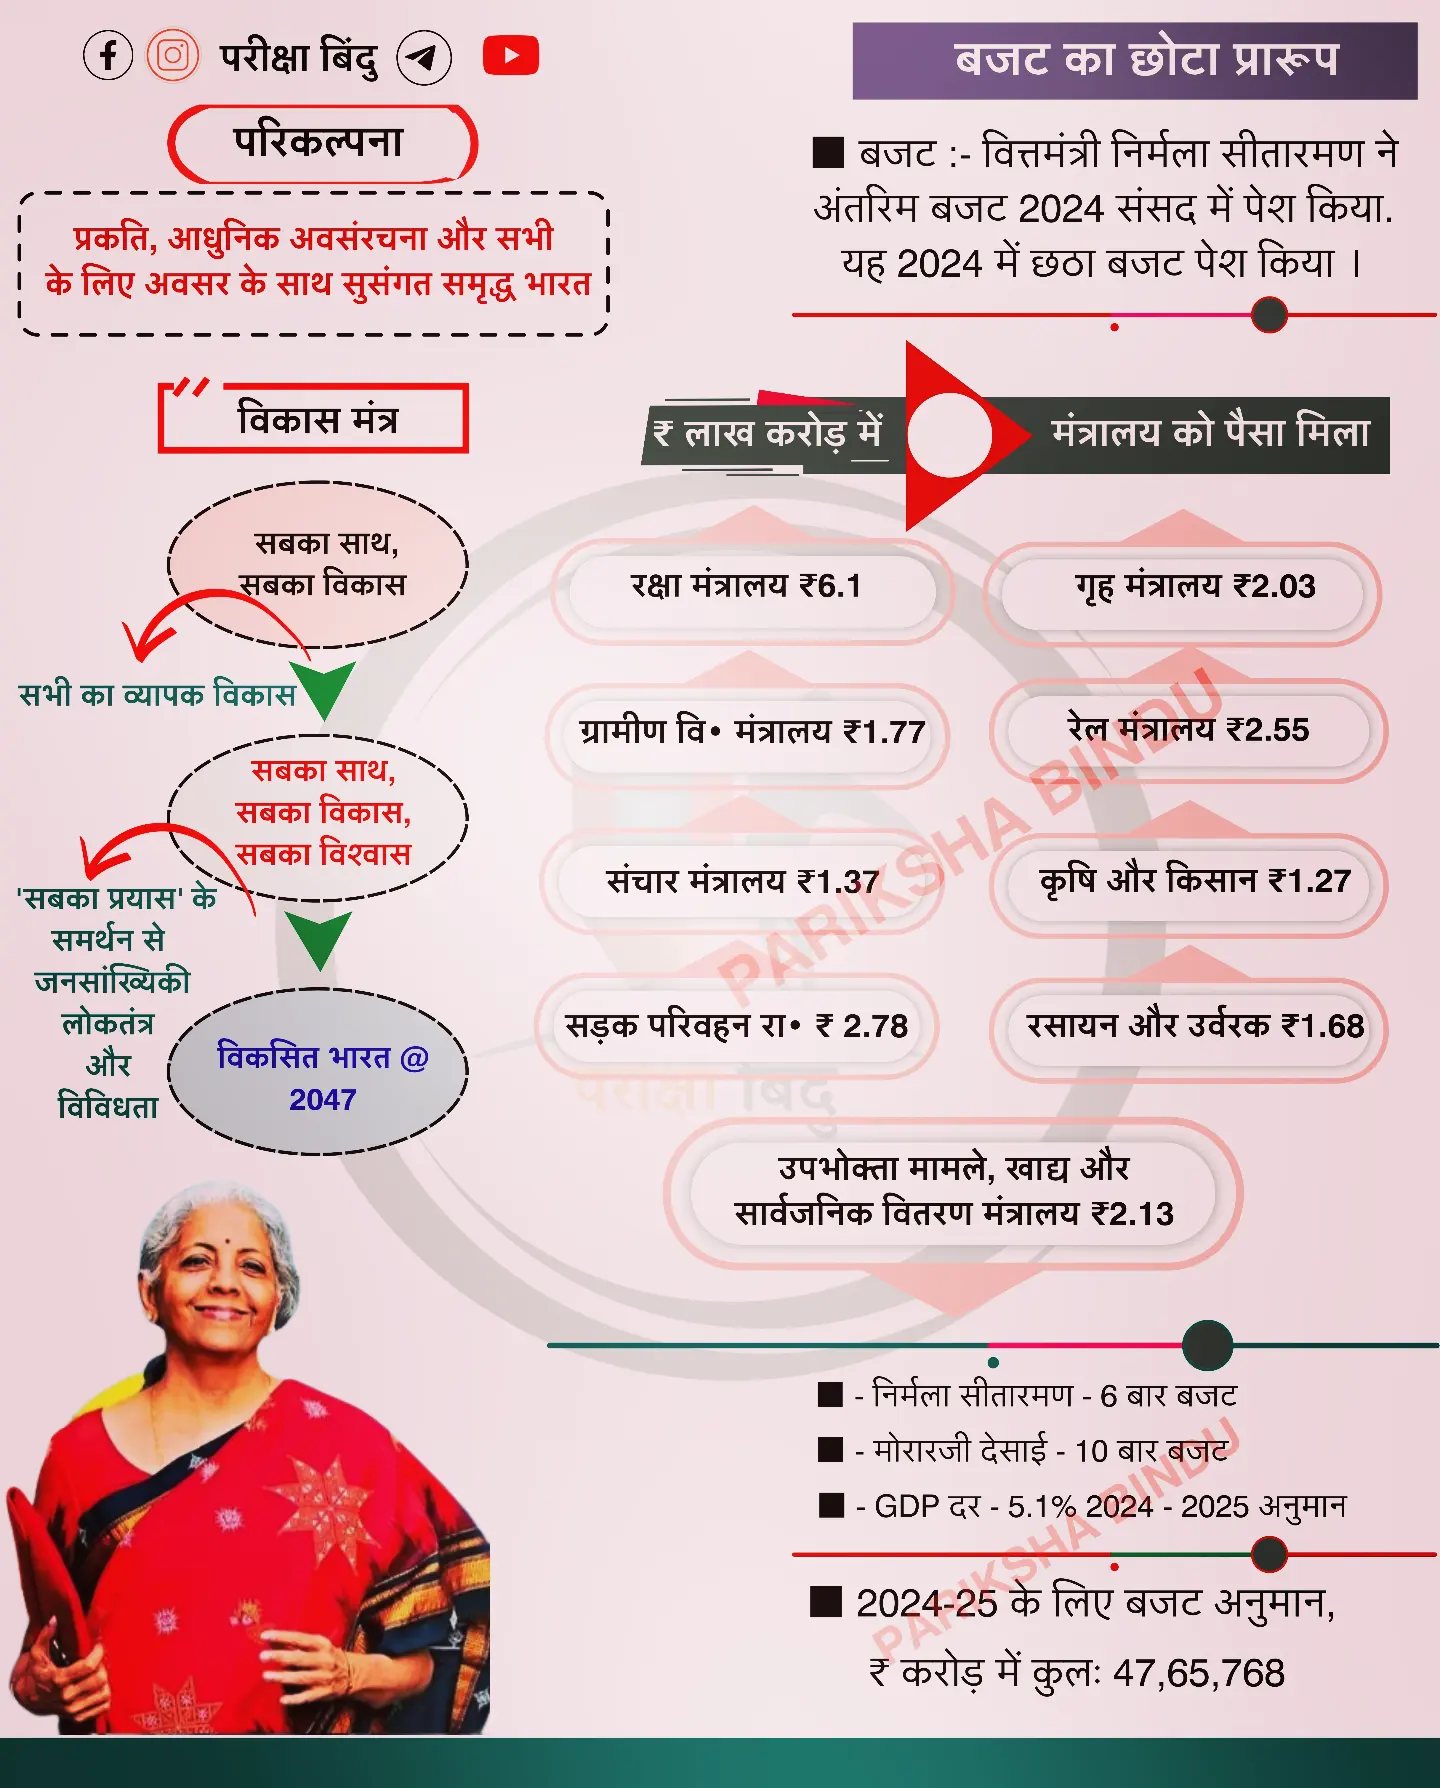 परीक्षा बिंदु
परिकल्पना
प्रकति, आधुनिक अवसंरचना और सभी
के लिए अवसर के साथ सुसंगत समृद्ध भारत
बजट का छोटा प्रारूप
■ बजट :- वित्तमंत्री निर्मला सीतारमण ने
अंतरिम बजट 2024 संसद में पेश किया.
यह 2024 में छठा बजट पेश किया ।
विकास मंत्र
सबका साथ,
सबका विकास
सभी का व्यापक विकास
सबका साथ,
सबका विकास,
सबका विश्वास
'सबका प्रयास' के
समर्थन से
जनसांख्यिकी
लोकतंत्र
और
विविधता
विकसित भारत @
2047
₹ लाख करोड़ में
मंत्रालय को पैसा मिला
रक्षा मंत्रालय ₹6.1
गृह मंत्रालय ₹2.03
ग्रामीण वि• मंत्रालय ₹1.77
रेल मंत्रालय ₹2.55
संचार मंत्रालय ₹1.37
कृषि और किसान ₹1.27
सड़क परिवहन रा• ₹ 2.78
रसायन और उर्वरक ₹1.68
उपभोक्ता मामले, खाद्य और
सार्वजनिक वितरण मंत्रालय ₹2.13
PARIKSHA BINDU
परीक्षा बिंदु
■ - निर्मला सीतारमण - 6 बार बजट
■ - मोरारजी देसाई - 10 बार बजट
■ - GDP दर - 5.1% 2024 - 2025 अनुमान
PARIKSHA BINDU
■ 2024-25 के लिए बजट अनुमान,
₹ करोड़ में कुलः 47,65,768